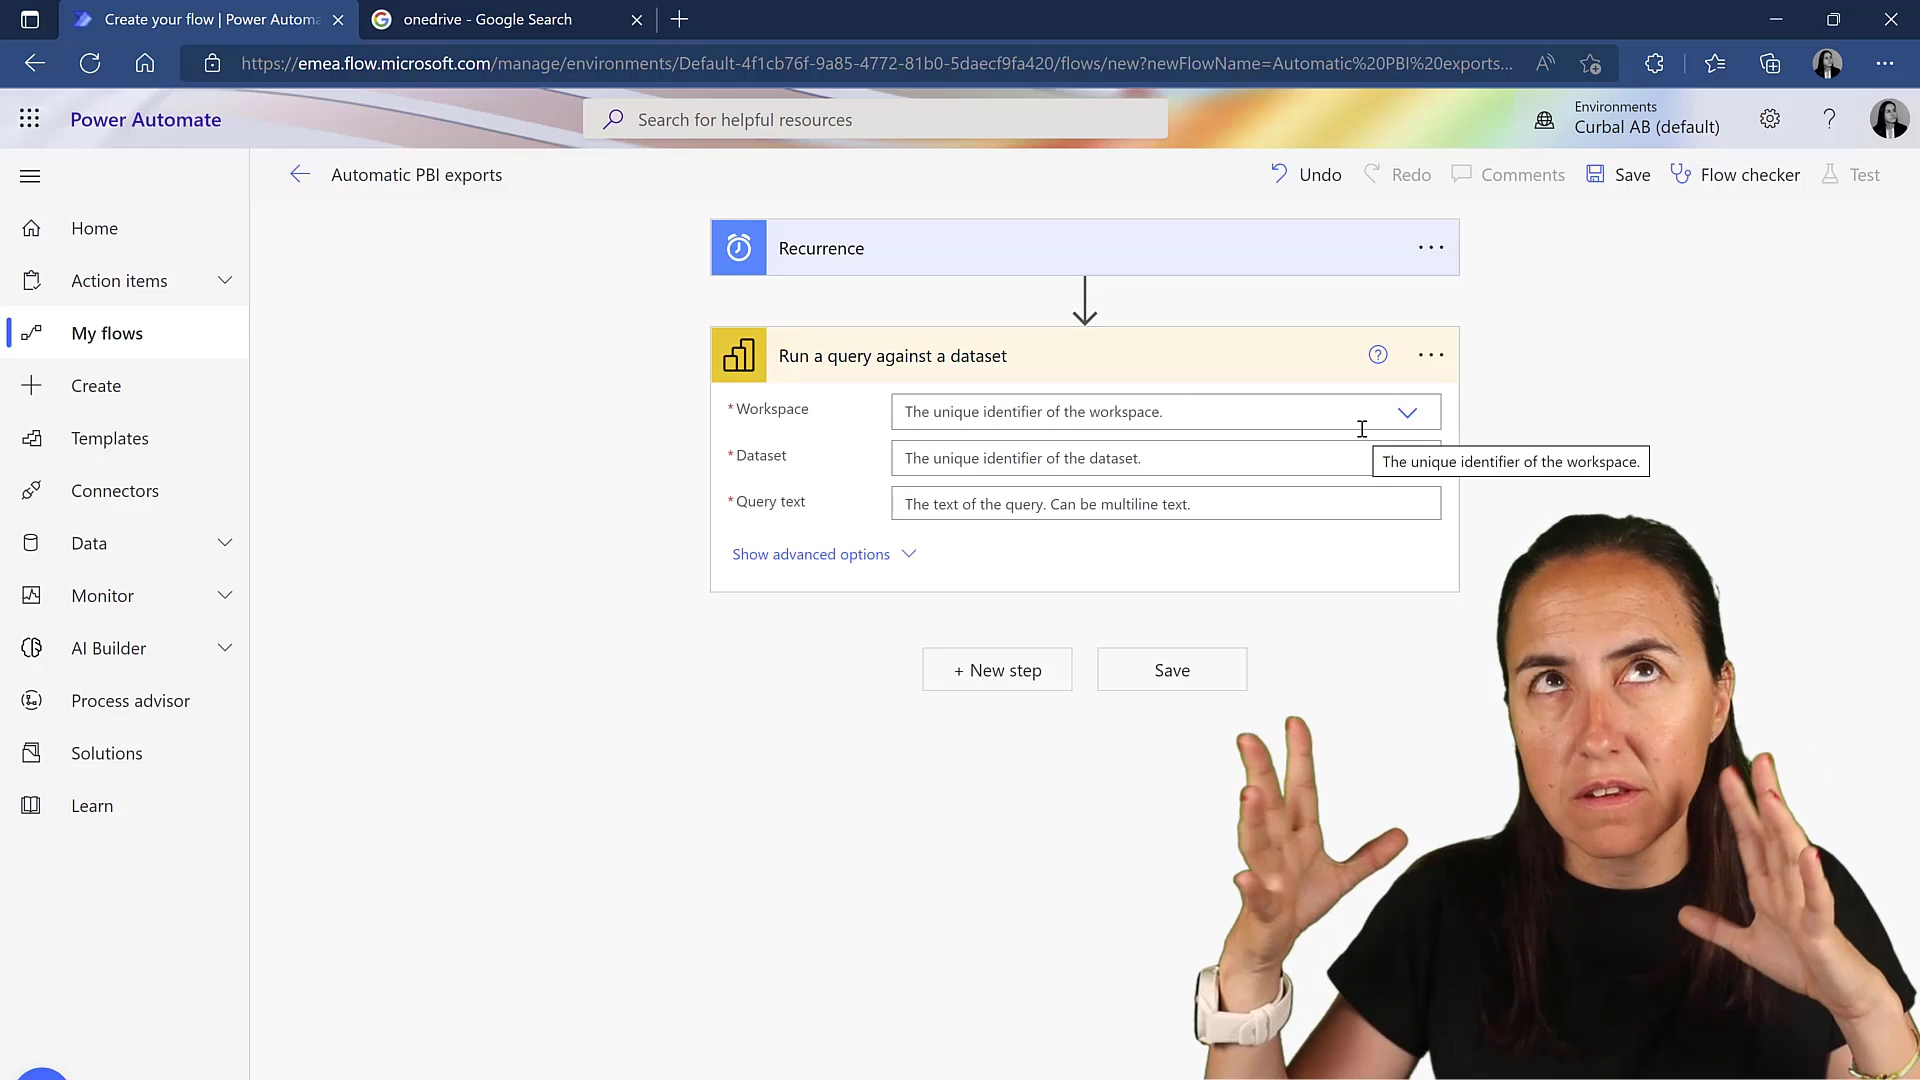 Create your flow | Power Automa
onedrive - Google Search
https://emea.flow.microsoft.com/manage/environments/Default-4f1cb76f-9a85-4772-81b0-5daecf9fa420/flows/new?newFlowName=Automatic%20PBI%20exports...
Power Automate
Search for helpful resources
Environments
Curbal AB (default)
Automatic PBI exports
Undo
Redo
Comments
Save
Flow checker
Test
Home
Action items
My flows
Create
Templates
Connectors
Data
Monitor
AI Builder
Process advisor
Solutions
Learn
Recurrence
Run a query against a dataset
* Workspace
The unique identifier of the workspace.
* Dataset
The unique identifier of the dataset.
The unique identifier of the workspace.
* Query text
The text of the query. Can be multiline text.
Show advanced options
+ New step
Save